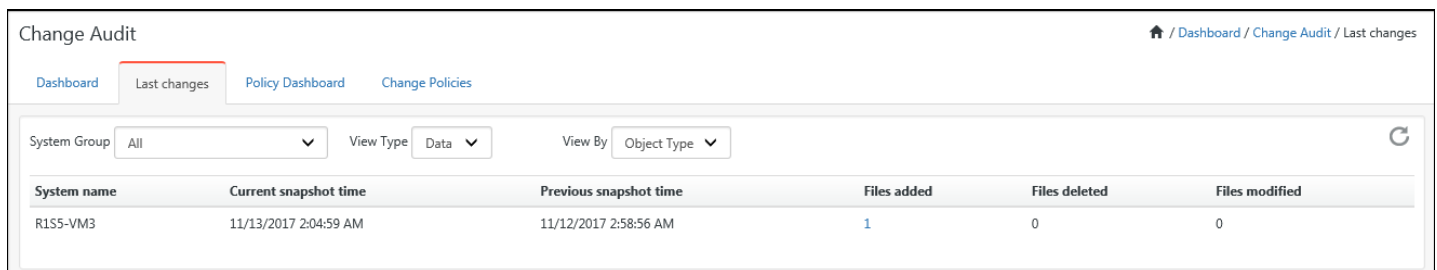 Change Audit
/ Dashboard / Change Audit / Last changes
Dashboard Last changes Policy Dashboard Change Policies
System Group All View Type Data View By Object Type
System name Current snapshot time Previous snapshot time Files added Files deleted Files modified
R1S5-VM3 11/13/2017 2:04:59 AM 11/12/2017 2:58:56 AM 1 0 0